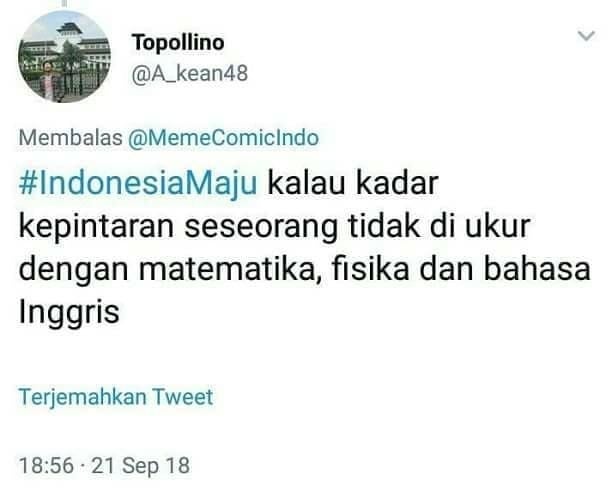 Topollino
@A_kean48
Membalas @MemeComicIndo
#IndonesiaMaju kalau kadar
kepintaran seseorang tidak di ukur
dengan matematika, fisika dan bahasa
Inggris
Terjemahkan Tweet
18:56 · 21 Sep 18